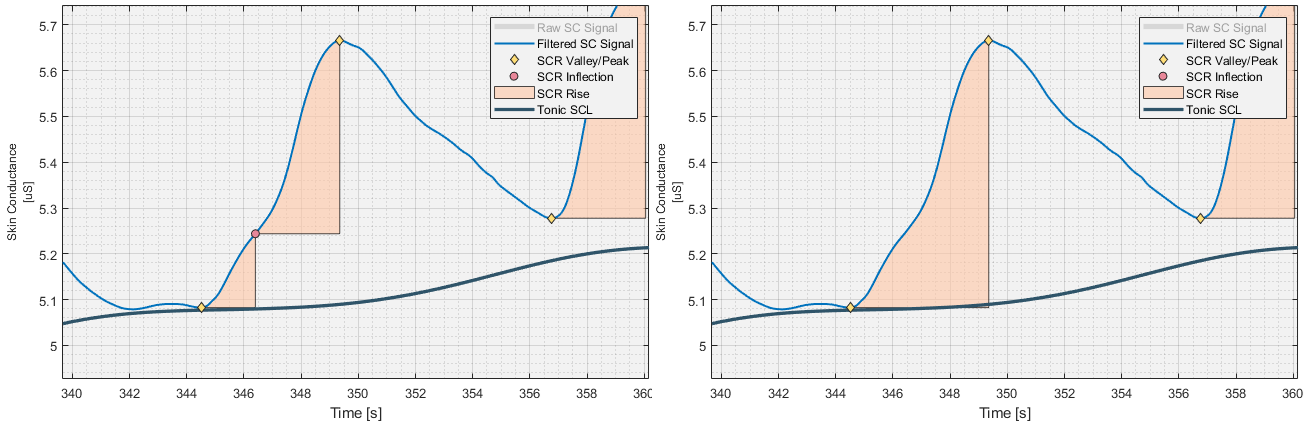 5.7
5.6
5.5
5.4
5.3
5.2
5.1
5
Skin Conductance
[uS]
Raw SC Signal
Filtered SC Signal
SCR Valley/Peak
SCR Inflection
SCR Rise
Tonic SCL
340 342 344 346 348 350 352 354 356 358 360
Time [s]
5.7
5.6
5.5
5.4
5.3
5.2
5.1
5
Skin Conductance
[uS]
Raw SC Signal
Filtered SC Signal
SCR Valley/Peak
SCR Inflection
SCR Rise
Tonic SCL
340 342 344 346 348 350 352 354 356 358 360
Time [s]